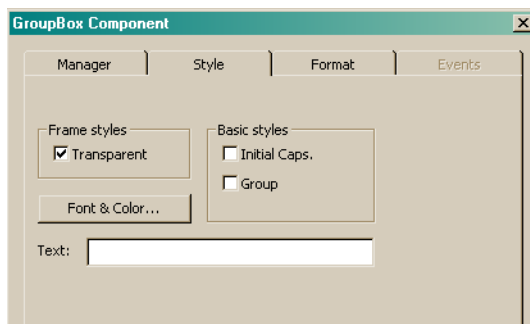 GroupBox Component
Manager Style Format Events
Frame styles Basic styles
Transparent Initial Caps.
Group
Font & Color...
Text: